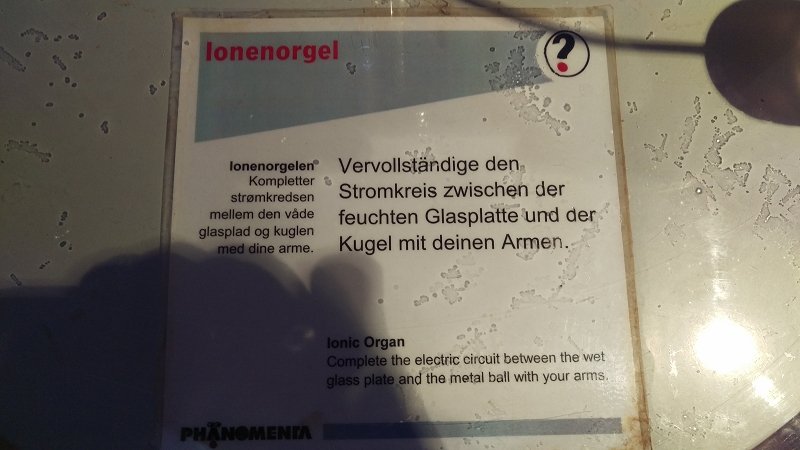 Ionenorgel
?
Ionenorgelen
Kompletter
strømkredsen
mellem den våde
glasplad og kuglen
med dine arme.
Vervollständige den
Stromkreis zwischen der
feuchten Glasplatte und der
Kugel mit deinen Armen.
Ionic Organ
Complete the electric circuit between the wet
glass plate and the metal ball with your arms.
PHÄNOMENTA